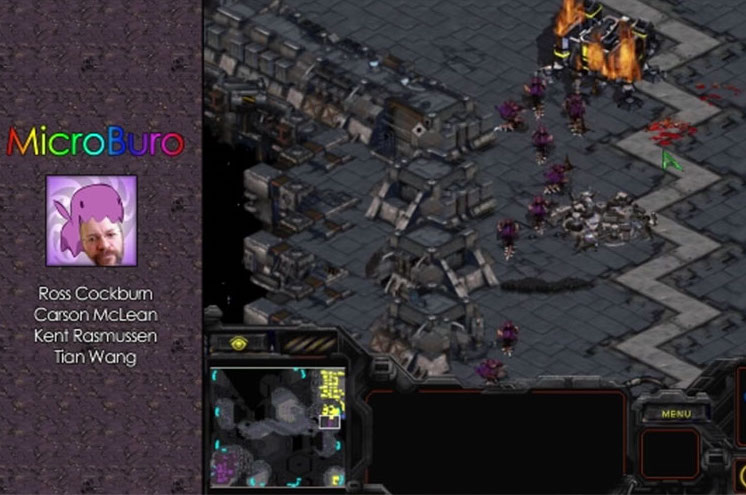 MicroBuro
Ross Cockburn
Carson McLean
Kent Rasmussen
Tian Wang
MENU